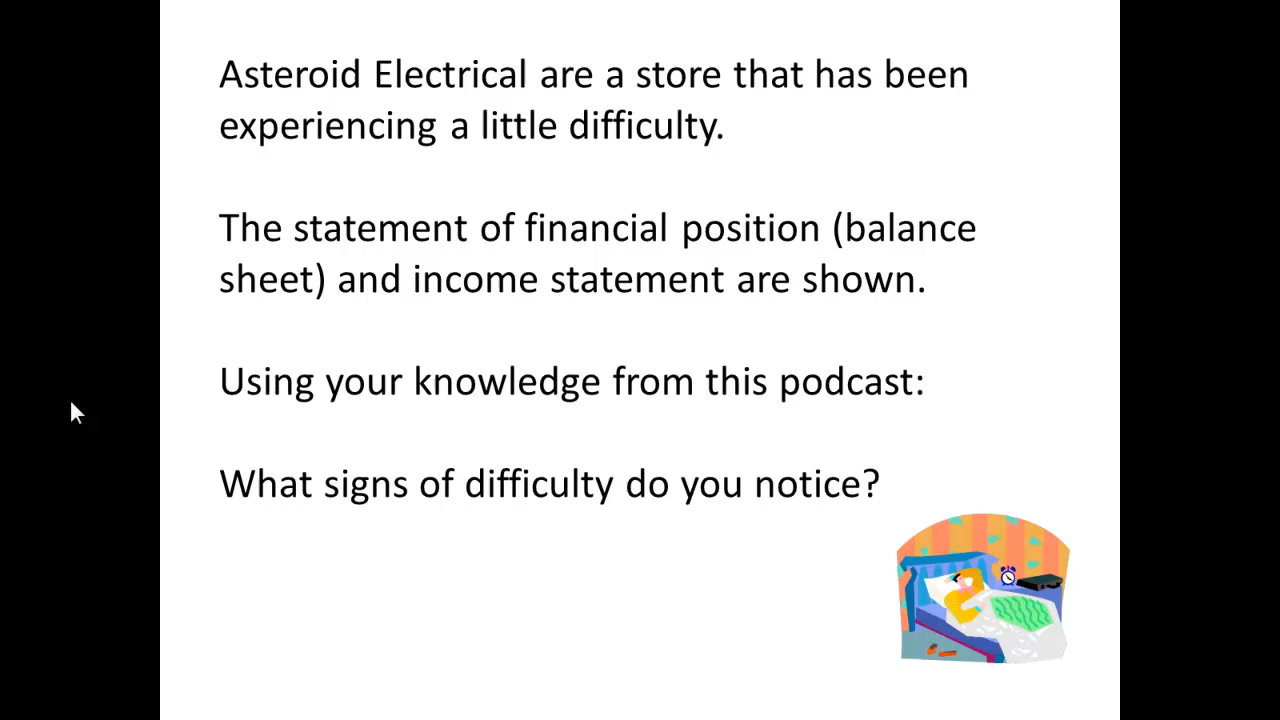 Asteroid Electrical are a store that has been
experiencing a little difficulty.
The statement of financial position (balance
sheet) and income statement are shown.
Using your knowledge from this podcast:
What signs of difficulty do you notice?